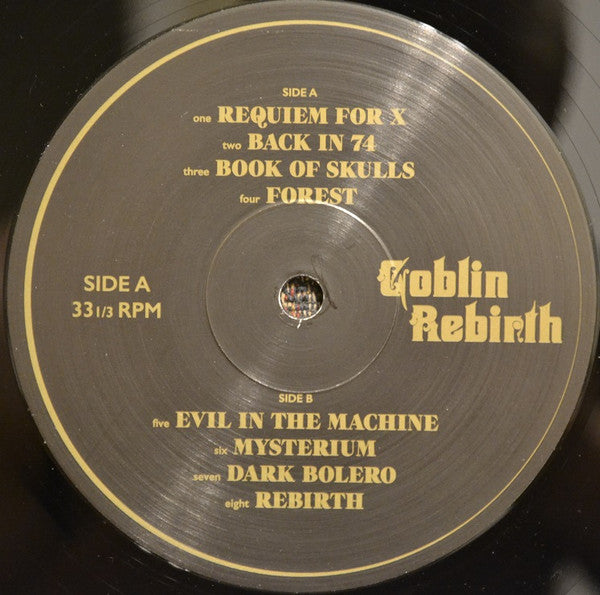 SIDE A
one REQUIEM FOR X
two BACK IN 74
three BOOK OF SKULLS
four FOREST
SIDE A
33 1/3 RPM
Goblin
Rebirth
SIDE B
five EVIL IN THE MACHINE
six MYSTERIUM
seven DARK BOLERO
eight REBIRTH